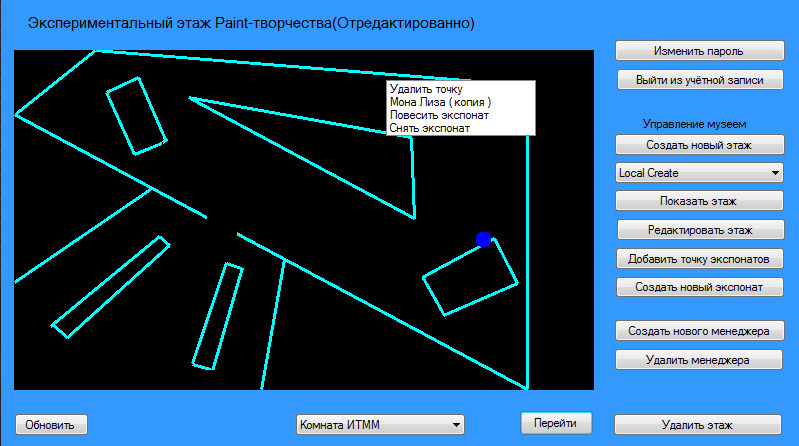 Экспериментальный этаж Paint-творчества(Отредактированно)
Изменить пароль
Выйти из учётной записи
Удалить точку
Мона Лиза ( копия )
Повесить экспонат
Снять экспонат
Управление музеем
Создать новый этаж
Local Create
Показать этаж
Редактировать этаж
Добавить точку экспонатов
Создать новый экспонат
Создать нового менеджера
Удалить менеджера
Обновить
Комната ИТММ
Перейти
Удалить этаж